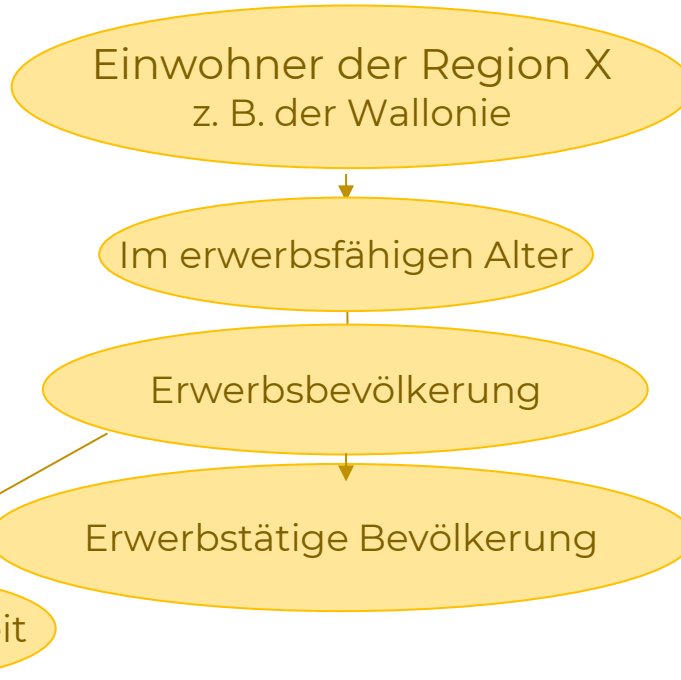 Einwohner der Region X
z. B. der Wallonie
Im erwerbsfähigen Alter
Erwerbsbevölkerung
Erwerbstätige Bevölkerung